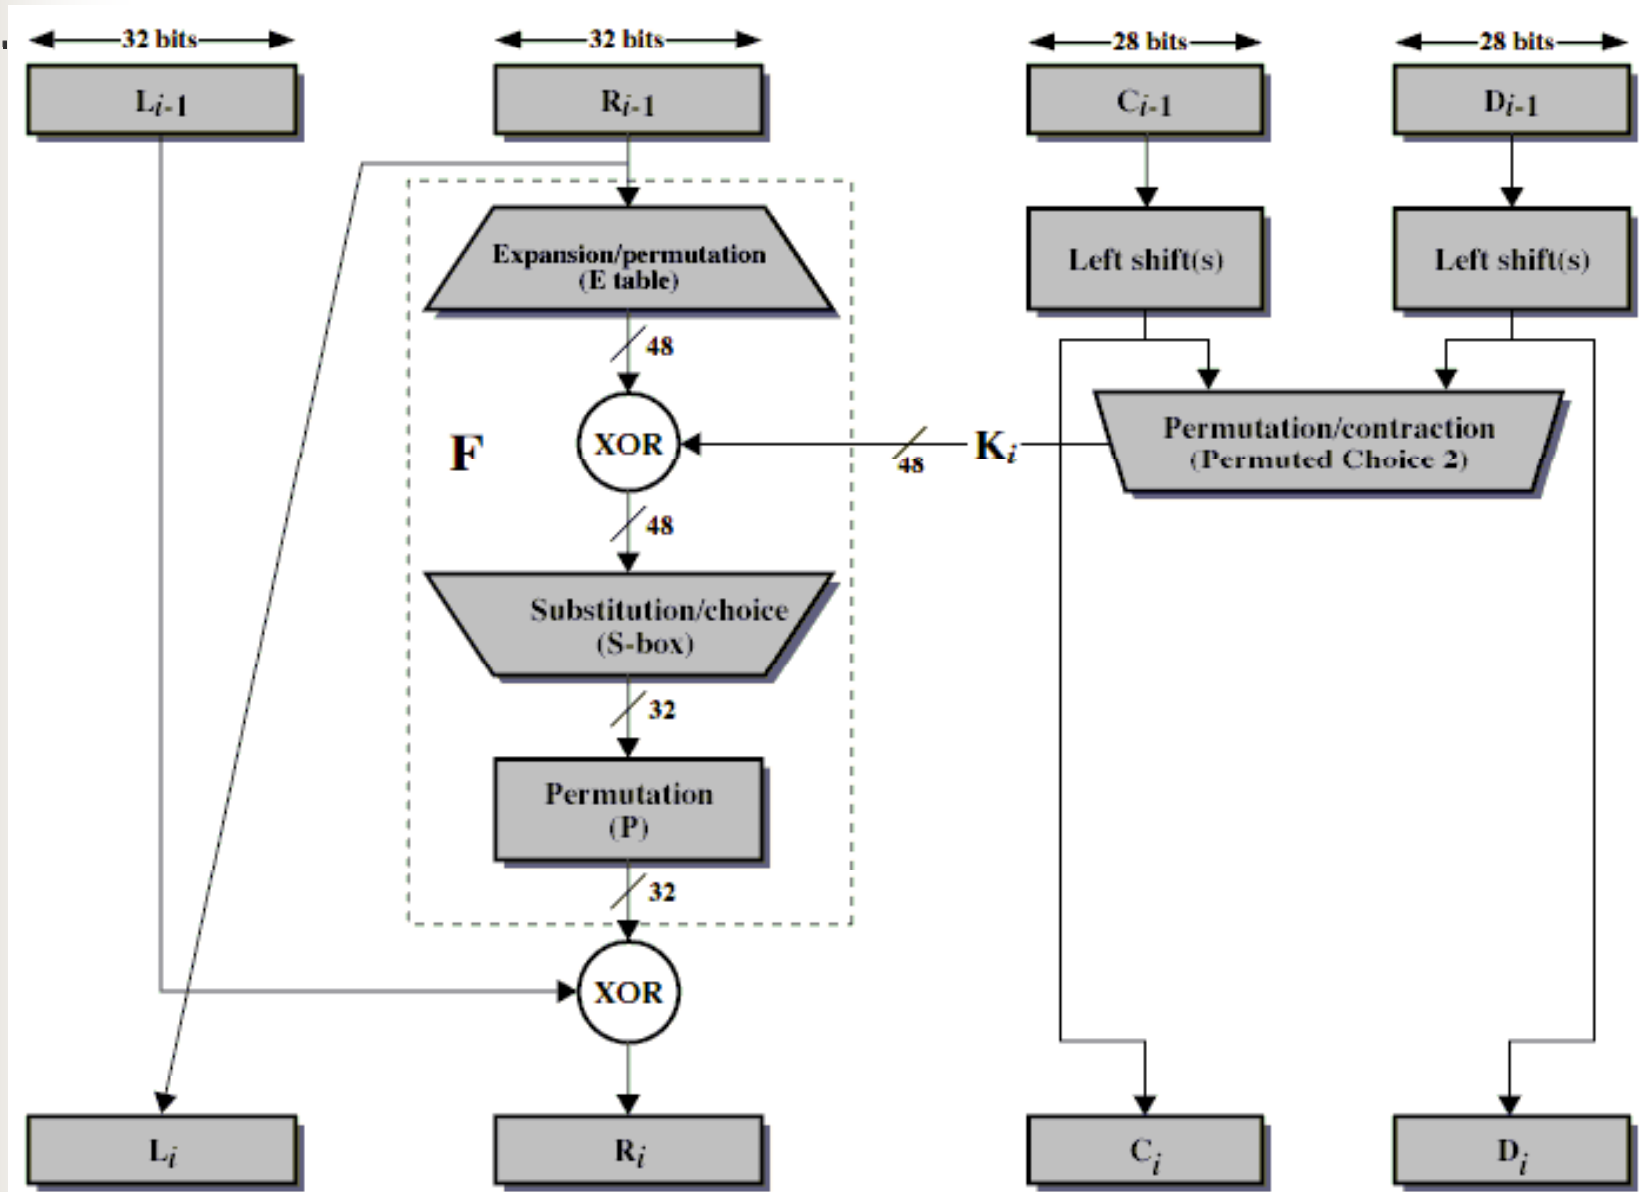 32 bits
32 bits
28 bits
28 bits
Li-1
Ri-1
Ci-1
Di-1
Expansion/permutation
(E table)
Left shift(s)
Left shift(s)
48
F
XOR
48
Ki
Permutation/contraction
(Permuted Choice 2)
48
Substitution/choice
(S-box)
32
Permutation
(P)
32
XOR
Li
Ri
Ci
Di